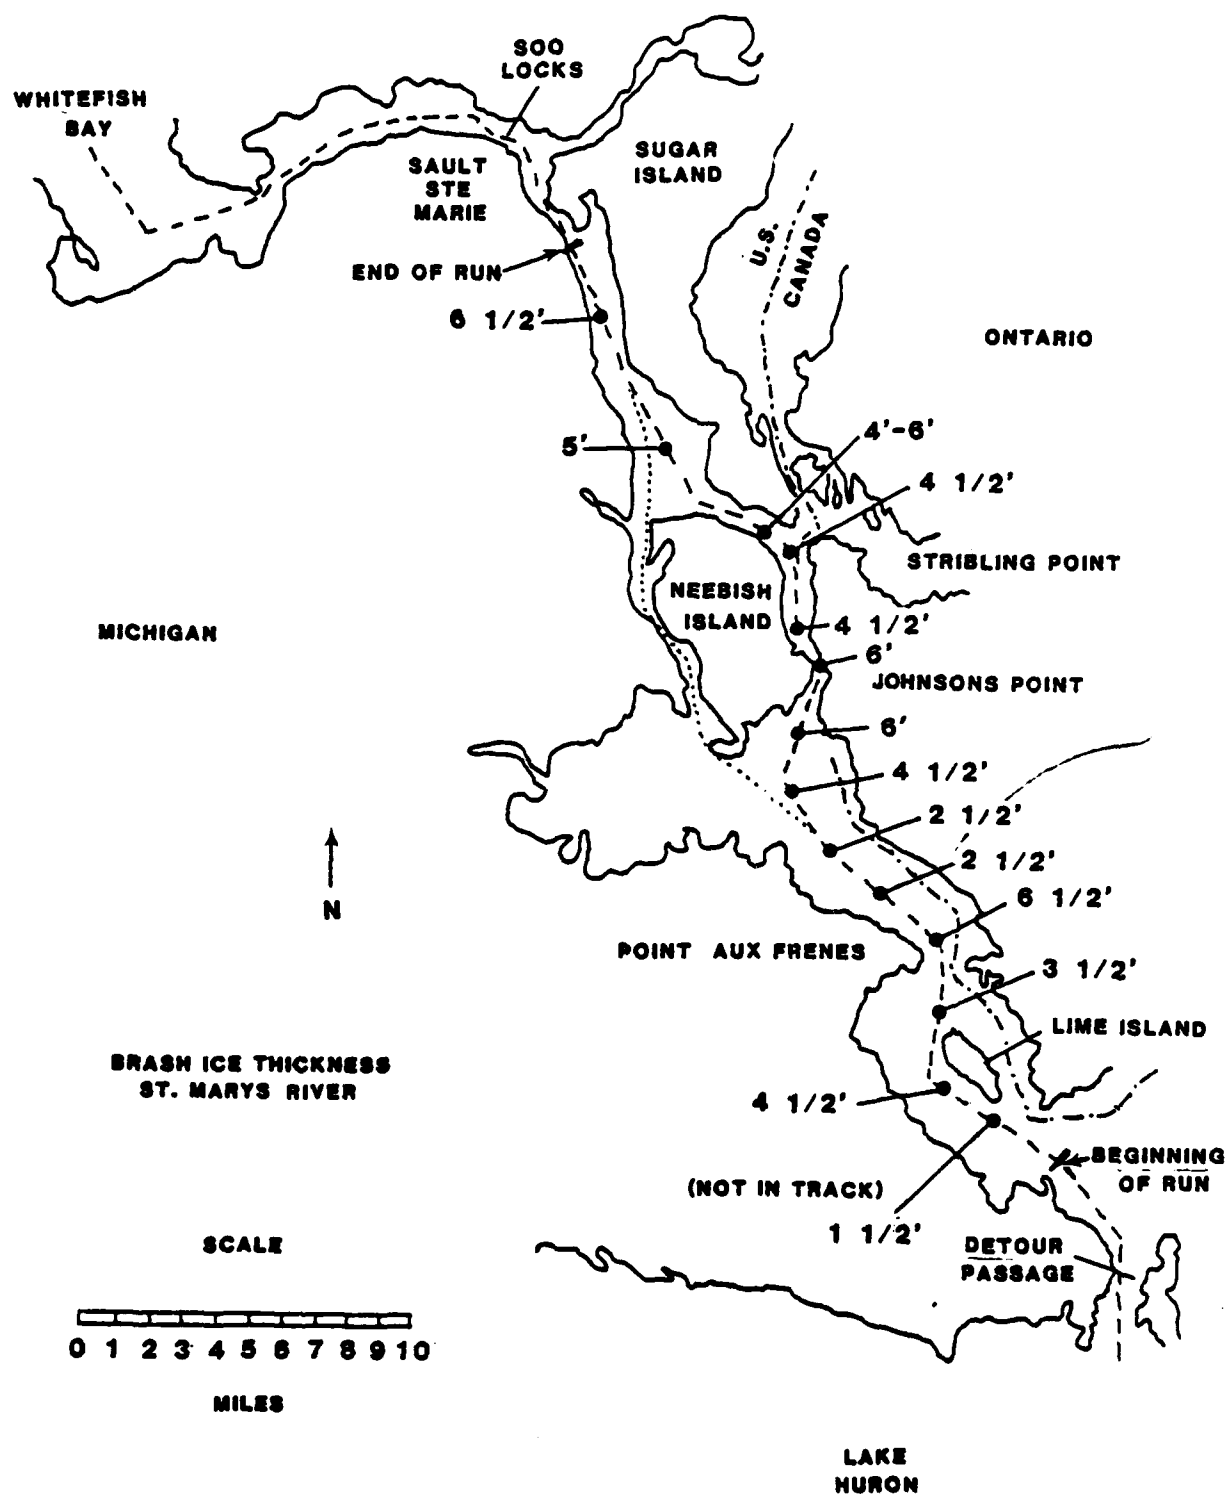 SOO
LOCKS
WHITEFISH
BAY
SUGAR
ISLAND
SAULT
STE
MARIE
U.S.
CANADA
END OF RUN
6 1/2'
ONTARIO
4'-6'
5'
4 1/2'
STRIBLING POINT
NEEBISH
ISLAND
4 1/2'
MICHIGAN
6'
JOHNSONS POINT
6'
4 1/2'
2 1/2'
2 1/2'
6 1/2'
N
POINT AUX FRENES
3 1/2'
LIME ISLAND
BRASH ICE THICKNESS
ST. MARYS RIVER
4 1/2'
BEGINNING
OF RUN
(NOT IN TRACK)
1 1/2'
SCALE
DETOUR
PASSAGE
0 1 2 3 4 5 6 7 8 9 10
MILES
LAKE
HURON